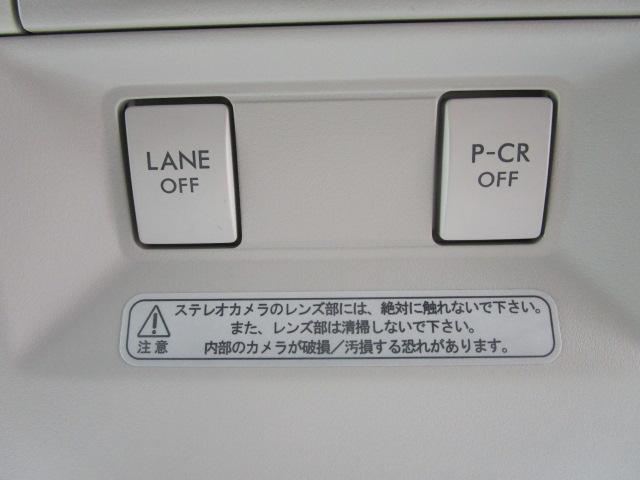 LANE
OFF
P-CR
OFF
ステレオカメラのレンズ部には、絶対に触れないで下さい。
また、レンズ部は清掃しないで下さい。
内部のカメラが破損／汚損する恐れがあります。
注意